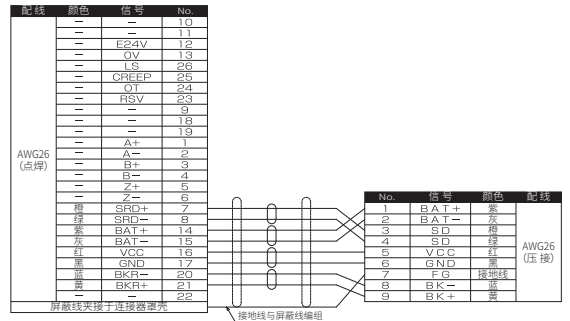 配线 颜色 信号 No.
— — 10
— — 11
— E24V 12
— 0V 13
— LS 26
— CREEP 25
— OT 24
— RSV 23
— — 9
— — 18
— — 19
— A+ 1
— A− 2
— B+ 3
— B− 4
— Z+ 5
— Z− 6
橙 SRD+ 7
绿 SRD− 8
紫 BAT+ 14
灰 BAT− 15
红 VCC 16
黑 GND 17
蓝 BKR− 20
黄 BKR+ 21
— — 22
AWG26
(点焊)
屏蔽线夹接于连接器罩壳
No. 信号 颜色 配线
1 BAT+ 紫
2 BAT− 灰
3 SD 橙
4 SD 绿
5 VCC 红
6 GND 黑
7 FG 接地线
8 BK− 蓝
9 BK+ 黄
AWG26
(压接)
接地线与屏蔽线编组